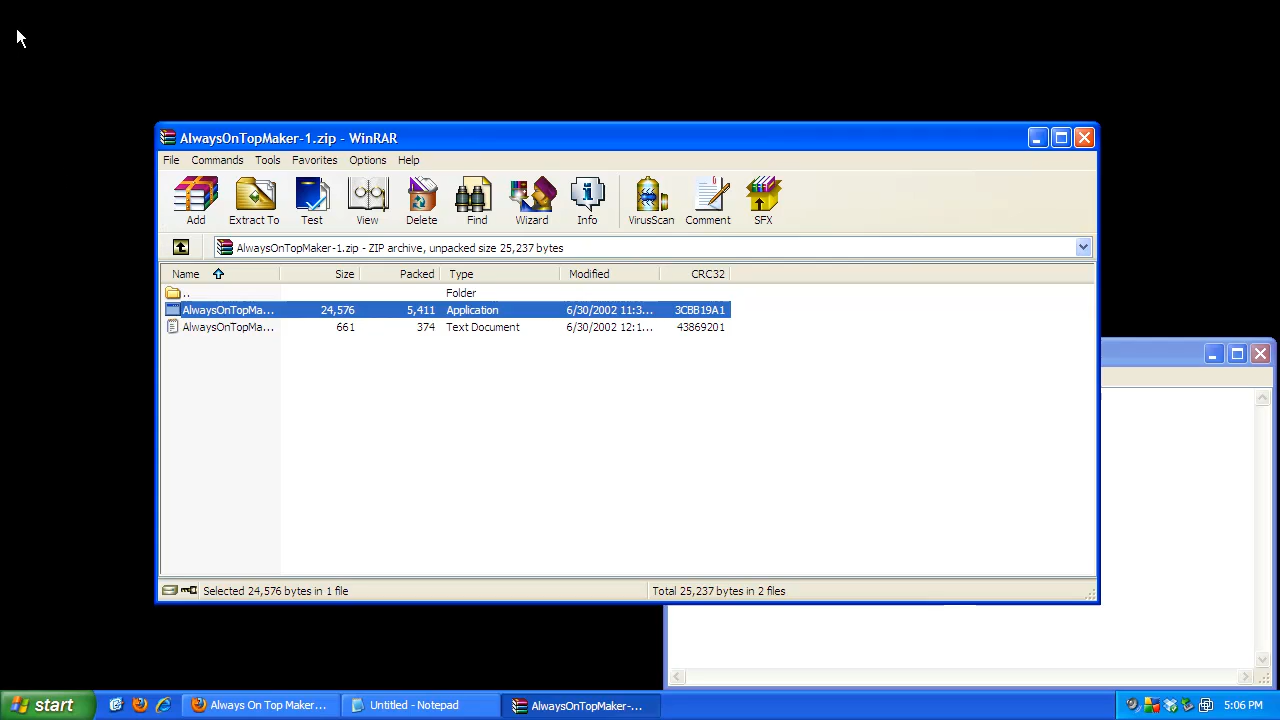 AlwaysOnTopMaker-1.zip - WinRAR
File Commands Tools Favorites Options Help
Add Extract To Test View Delete Find Wizard Info VirusScan Comment SFX
AlwaysOnTopMaker-1.zip - ZIP archive, unpacked size 25,237 bytes
Name Size Packed Type Modified CRC32
.. Folder
AlwaysOnTopMa... 24,576 5,411 Application 6/30/2002 11:3... 3CBB19A1
AlwaysOnTopMa... 661 374 Text Document 6/30/2002 12:1... 43869201
Selected 24,576 bytes in 1 file Total 25,237 bytes in 2 files
start Always On Top Maker... Untitled - Notepad AlwaysOnTopMaker-... 5:06 PM